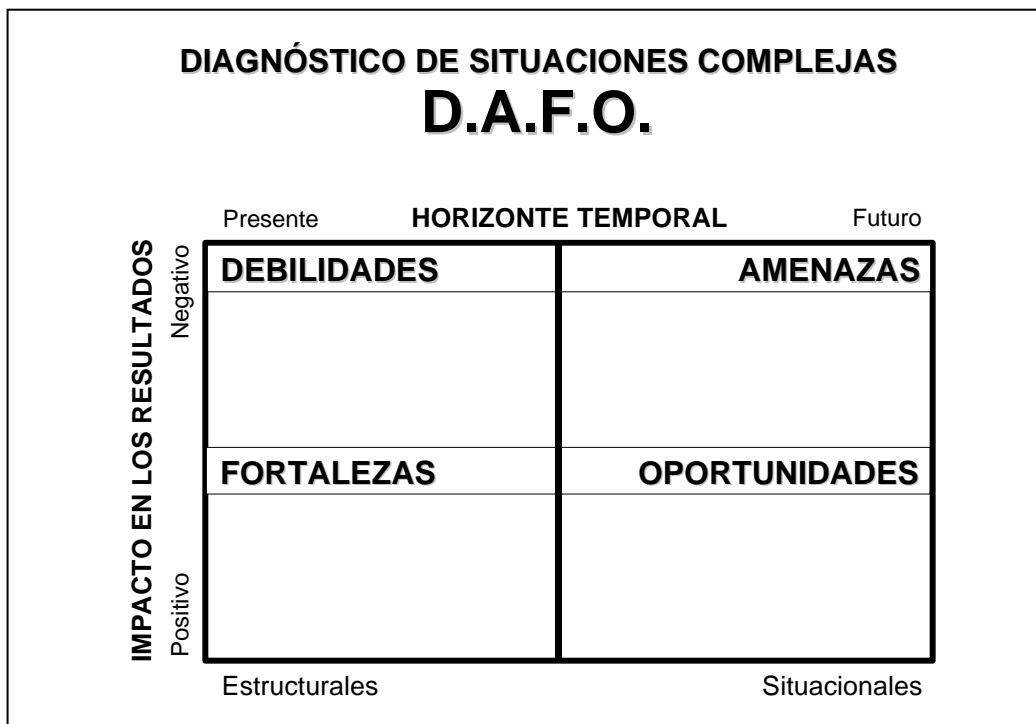 DIAGNÓSTICO DE SITUACIONES COMPLEJAS
D.A.F.O.
Presente HORIZONTE TEMPORAL Futuro
IMPACTO EN LOS RESULTADOS
Negativo
DEBILIDADES AMENAZAS
FORTALEZAS OPORTUNIDADES
Positivo
Estructurales Situacionales